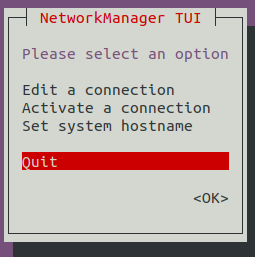 NetworkManager TUI
Please select an option
Edit a connection
Activate a connection
Set system hostname
Quit
<OK>